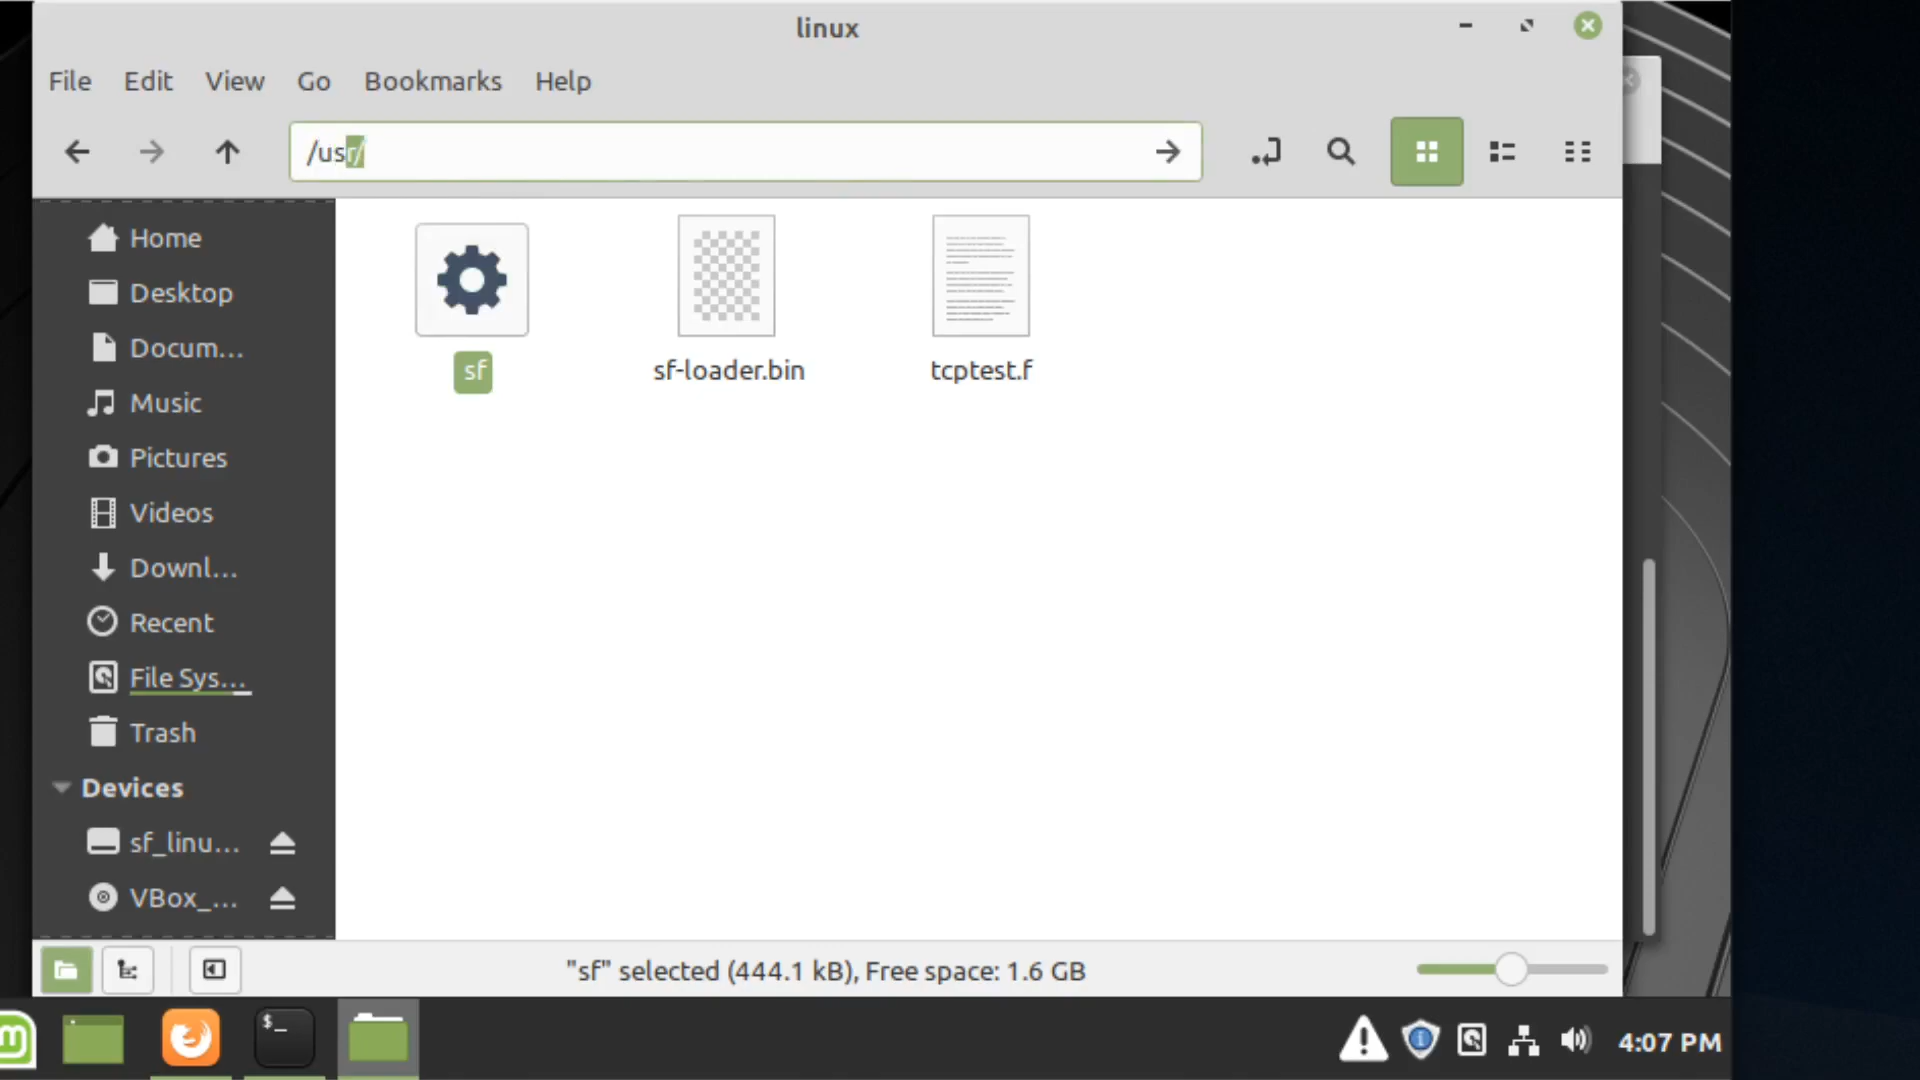 linux
File Edit View Go Bookmarks Help
/usr/
Home
Desktop
Docum...
Music
Pictures
Videos
Downl...
Recent
File Sys...
Trash
Devices
sf_linu...
VBox_...
sf
sf-loader.bin
tcptest.f
"sf" selected (444.1 kB), Free space: 1.6 GB
$_
4:07 PM